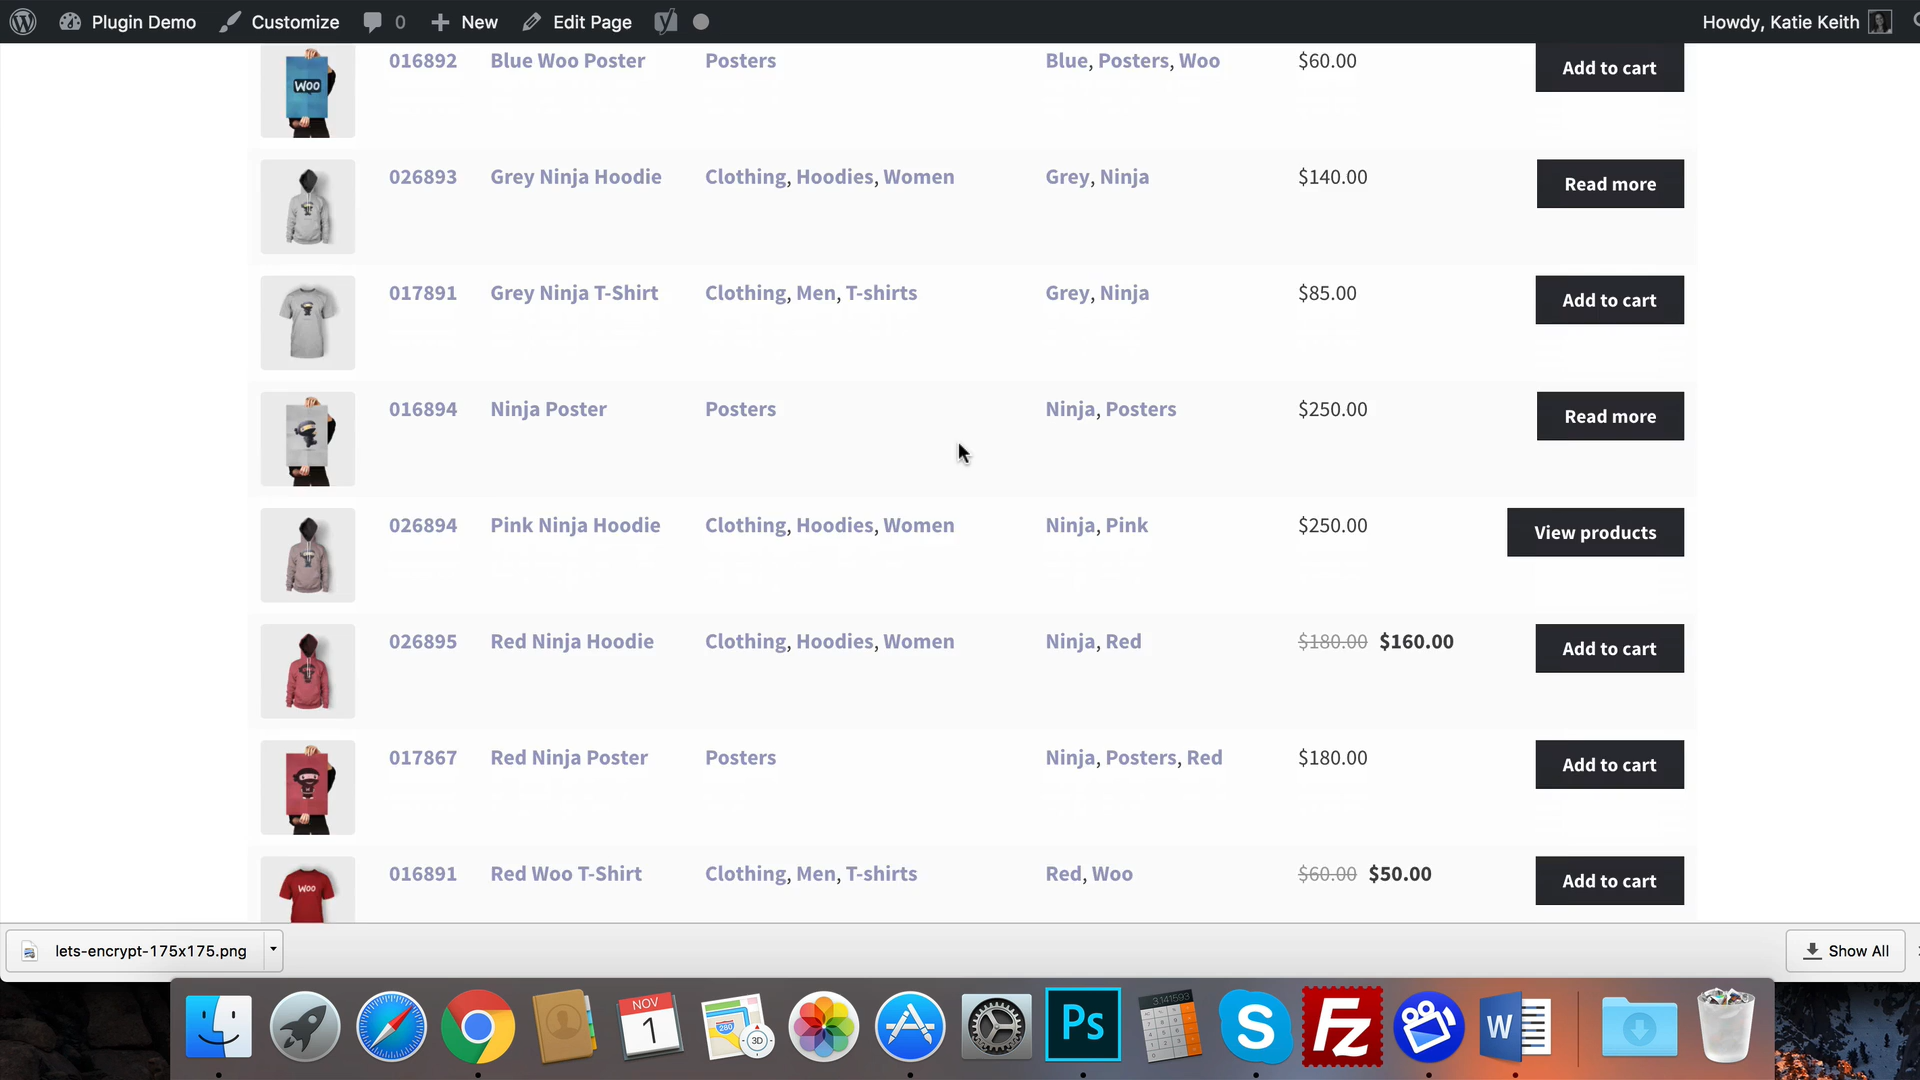 Plugin Demo Customize 0 New Edit Page Howdy, Katie Keith
WOO
016892 Blue Woo Poster Posters Blue, Posters, Woo $60.00 Add to cart
026893 Grey Ninja Hoodie Clothing, Hoodies, Women Grey, Ninja $140.00 Read more
017891 Grey Ninja T-Shirt Clothing, Men, T-shirts Grey, Ninja $85.00 Add to cart
016894 Ninja Poster Posters Ninja, Posters $250.00 Read more
026894 Pink Ninja Hoodie Clothing, Hoodies, Women Ninja, Pink $250.00 View products
026895 Red Ninja Hoodie Clothing, Hoodies, Women Ninja, Red $180.00 $160.00 Add to cart
017867 Red Ninja Poster Posters Ninja, Posters, Red $180.00 Add to cart
016891 Red Woo T-Shirt Clothing, Men, T-shirts Red, Woo $60.00 $50.00 Add to cart
WOO
lets-encrypt-175x175.png Show All
NOV
1
280
3D
Ps
3.141593
S
Fz
W